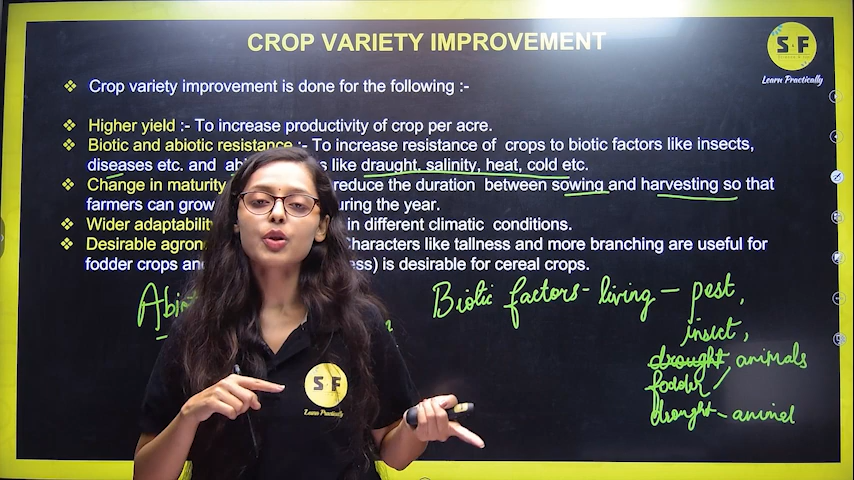 CROP VARIETY IMPROVEMENT
S F
Learn Practically
❖ Crop variety improvement is done for the following :-
❖ Higher yield :- To increase productivity of crop per acre.
❖ Biotic and abiotic resistance :- To increase resistance of crops to biotic factors like insects,
diseases etc. and like draught, salinity, heat, cold etc.
❖ Change in maturity reduce the duration between sowing and harvesting so that
farmers can grow during the year.
❖ Wider adaptability in different climatic conditions.
❖ Desirable Characters like tallness and more branching are useful for
fodder crops and is desirable for cereal crops.
Biotic factors - living - pest,
insect,
drought, animals
fodder
drought - animal
S F
Learn Practically